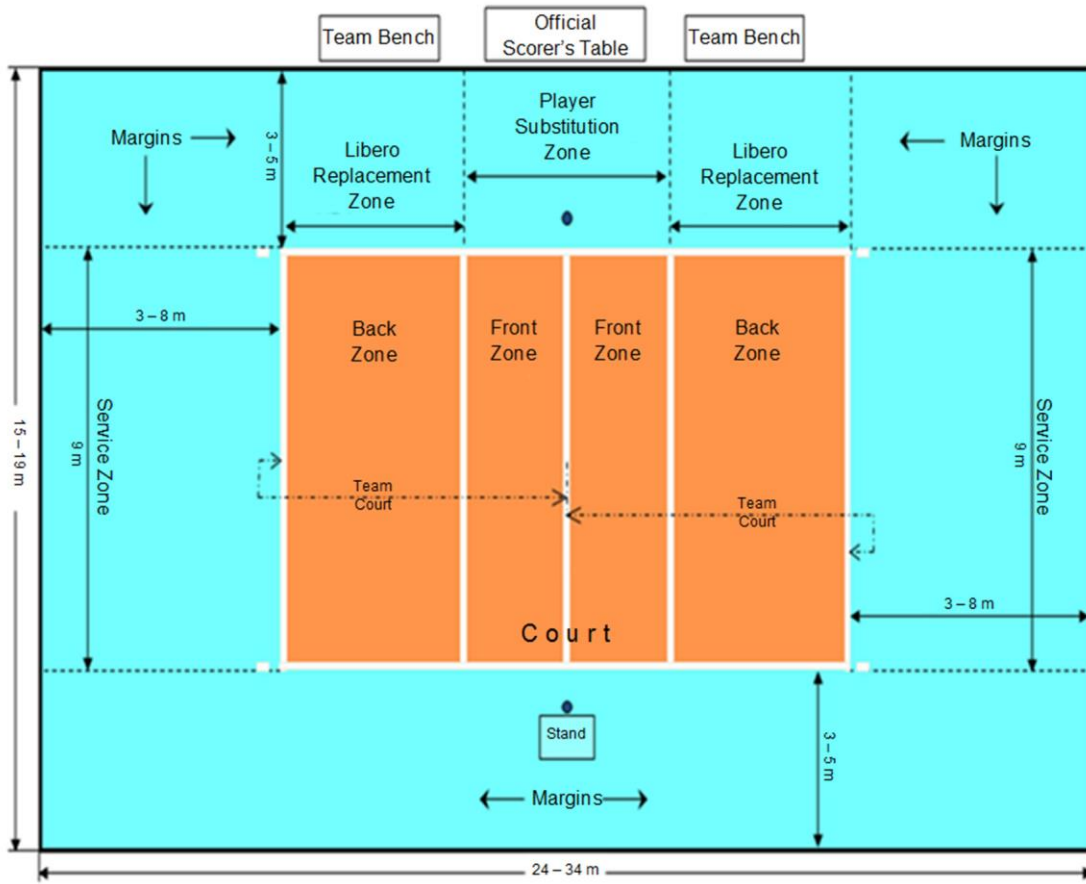 Team Bench
Official
Scorer's Table
Team Bench
Margins
3 – 5 m
Player
Substitution
Zone
Libero
Replacement
Zone
Libero
Replacement
Zone
Margins
3 – 8 m
Back
Zone
Front
Zone
Front
Zone
Back
Zone
15 – 19 m
9 m
Service Zone
Team
Court
Team
Court
9 m
Service Zone
3 – 8 m
Court
Stand
3 – 5 m
Margins
24 – 34 m